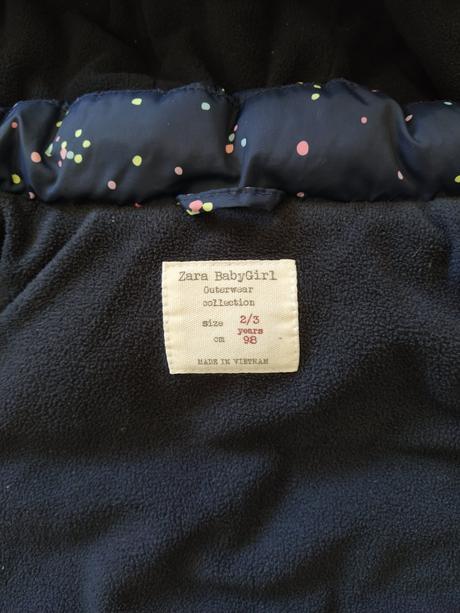 Zara BabyGirl
Outerwear
collection
size 2/3
years
cm 98
MADE IN VIETNAM